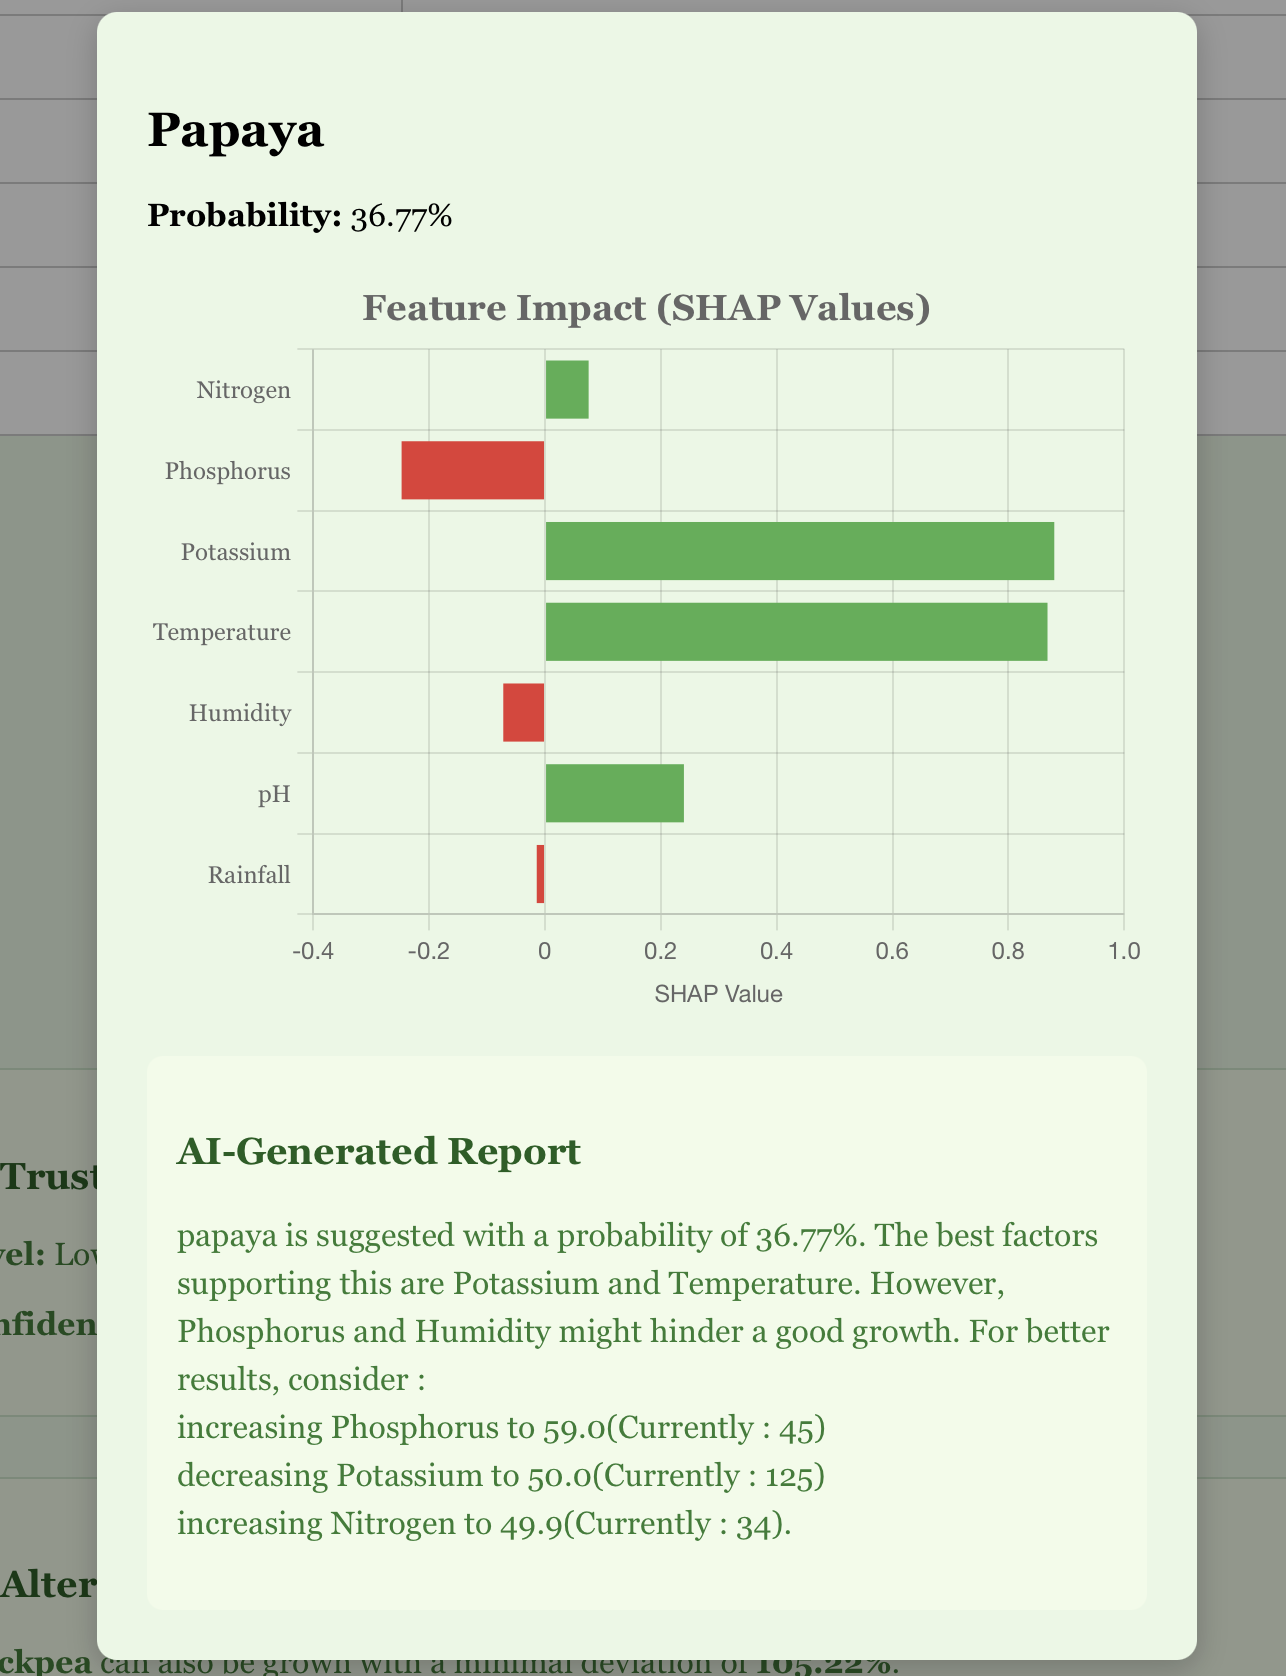 Papaya
Probability: 36.77%
Feature Impact (SHAP Values)
Nitrogen
Phosphorus
Potassium
Temperature
Humidity
pH
Rainfall
-0.4 -0.2 0 0.2 0.4 0.6 0.8 1.0
SHAP Value
AI-Generated Report
papaya is suggested with a probability of 36.77%. The best factors
supporting this are Potassium and Temperature. However,
Phosphorus and Humidity might hinder a good growth. For better
results, consider :
increasing Phosphorus to 59.0(Currently : 45)
decreasing Potassium to 50.0(Currently : 125)
increasing Nitrogen to 49.9(Currently : 34).
Trust
vel: Low
nfiden
Alter
ckpea can also be grown with a minimal deviation of 105.22%.